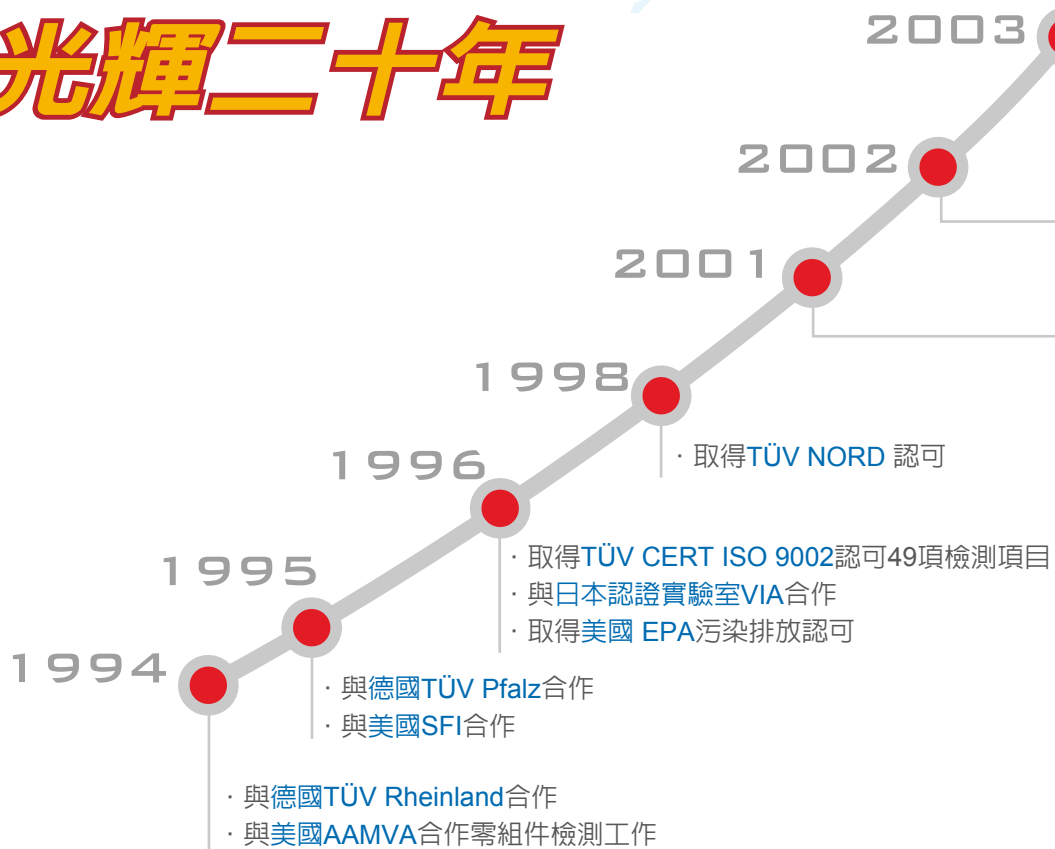 光輝二十年
2003
2002
2001
1998
· 取得TÜV NORD 認可
1996
· 取得TÜV CERT ISO 9002認可49項檢測項目
· 與日本認證實驗室VIA合作
· 取得美國 EPA污染排放認可
1995
· 與德國TÜV Pfalz合作
· 與美國SFI合作
1994
· 與德國TÜV Rheinland合作
· 與美國AAMVA合作零組件檢測工作